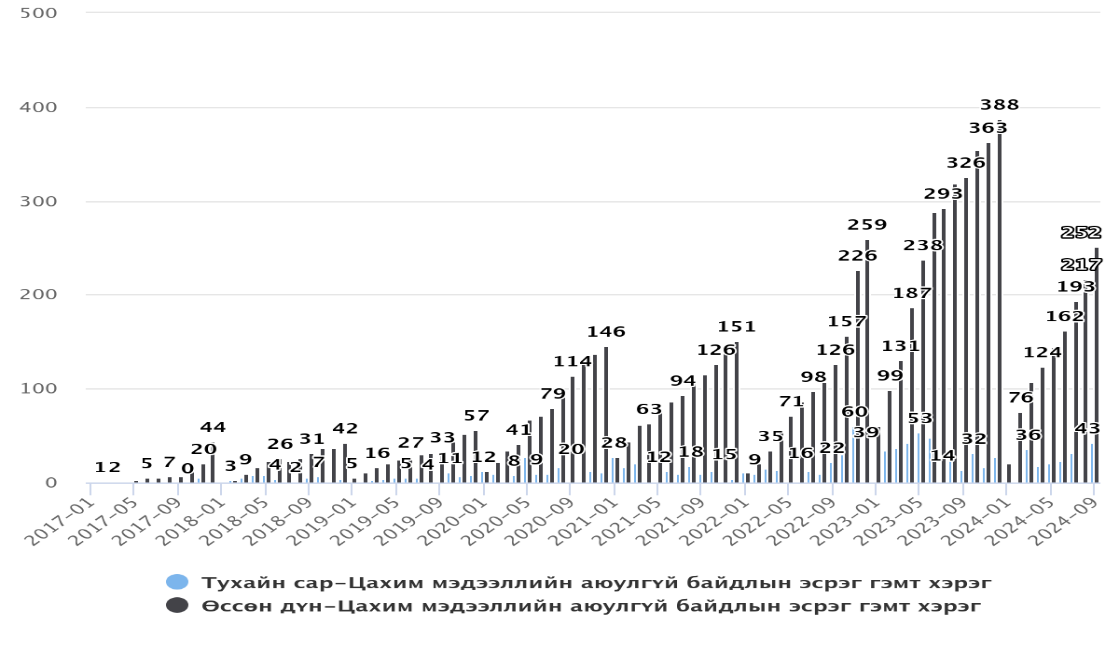 500
400
300
200
100
0
12 5 7 0 20 44 3 9 26 4 2 31 7 42 5 16 27 5 4 33 11 57 12 8 41 9 79 114 20 146 28 63 12 94 18 126 15 151 9 35 71 16 98 126 22 157 60 226 39 259 99 131 187 53 238 14 293 326 32 363 388 76 36 124 162 193 217 43 252
2017-01 2017-05 2017-09 2018-01 2018-05 2018-09 2019-01 2019-05 2019-09 2020-01 2020-05 2020-09 2021-01 2021-05 2021-09 2022-01 2022-05 2022-09 2023-01 2023-05 2023-09 2024-01 2024-05 2024-09
Тухайн сар-Цахим мэдээллийн аюулгүй байдлын эсрэг гэмт хэрэг
Өссөн дүн-Цахим мэдээллийн аюулгүй байдлын эсрэг гэмт хэрэг